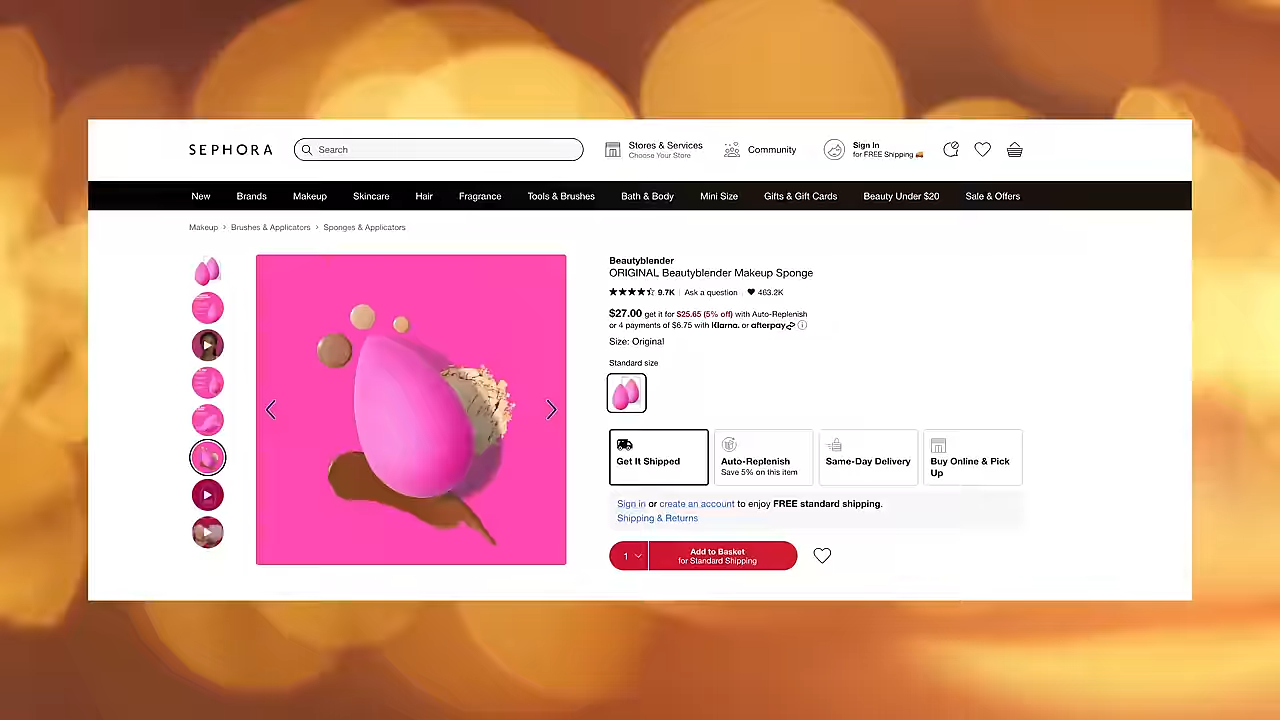 SEPHORA
Search
Stores & Services
Choose Your Store
Community
Sign In
for FREE Shipping
New Brands Makeup Skincare Hair Fragrance Tools & Brushes Bath & Body Mini Size Gifts & Gift Cards Beauty Under $20 Sale & Offers
Makeup > Brushes & Applicators > Sponges & Applicators
Beautyblender
ORIGINAL Beautyblender Makeup Sponge
9.7K | Ask a question | 463.2K
$27.00 get it for $25.65 (5% off) with Auto-Replenish
or 4 payments of $6.75 with Klarna. or afterpay
Size: Original
Standard size
Get It Shipped
Auto-Replenish
Save 5% on this item
Same-Day Delivery
Buy Online & Pick
Up
Sign in or create an account to enjoy FREE standard shipping.
Shipping & Returns
1
Add to Basket
for Standard Shipping